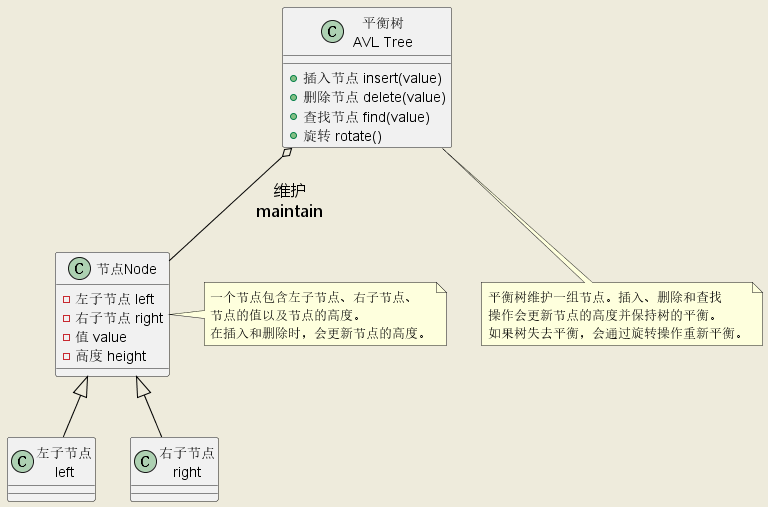 C
平衡树
AVL Tree
插入节点 insert(value)
删除节点 delete(value)
查找节点 find(value)
旋转 rotate()
维护
maintain
C 节点Node
左子节点 left
右子节点 right
值 value
高度 height
一个节点包含左子节点、右子节点、
节点的值以及节点的高度。
在插入和删除时，会更新节点的高度。
平衡树维护一组节点。插入、删除和查找
操作会更新节点的高度并保持树的平衡。
如果树失去平衡，会通过旋转操作重新平衡。
C
左子节点
left
C
右子节点
right